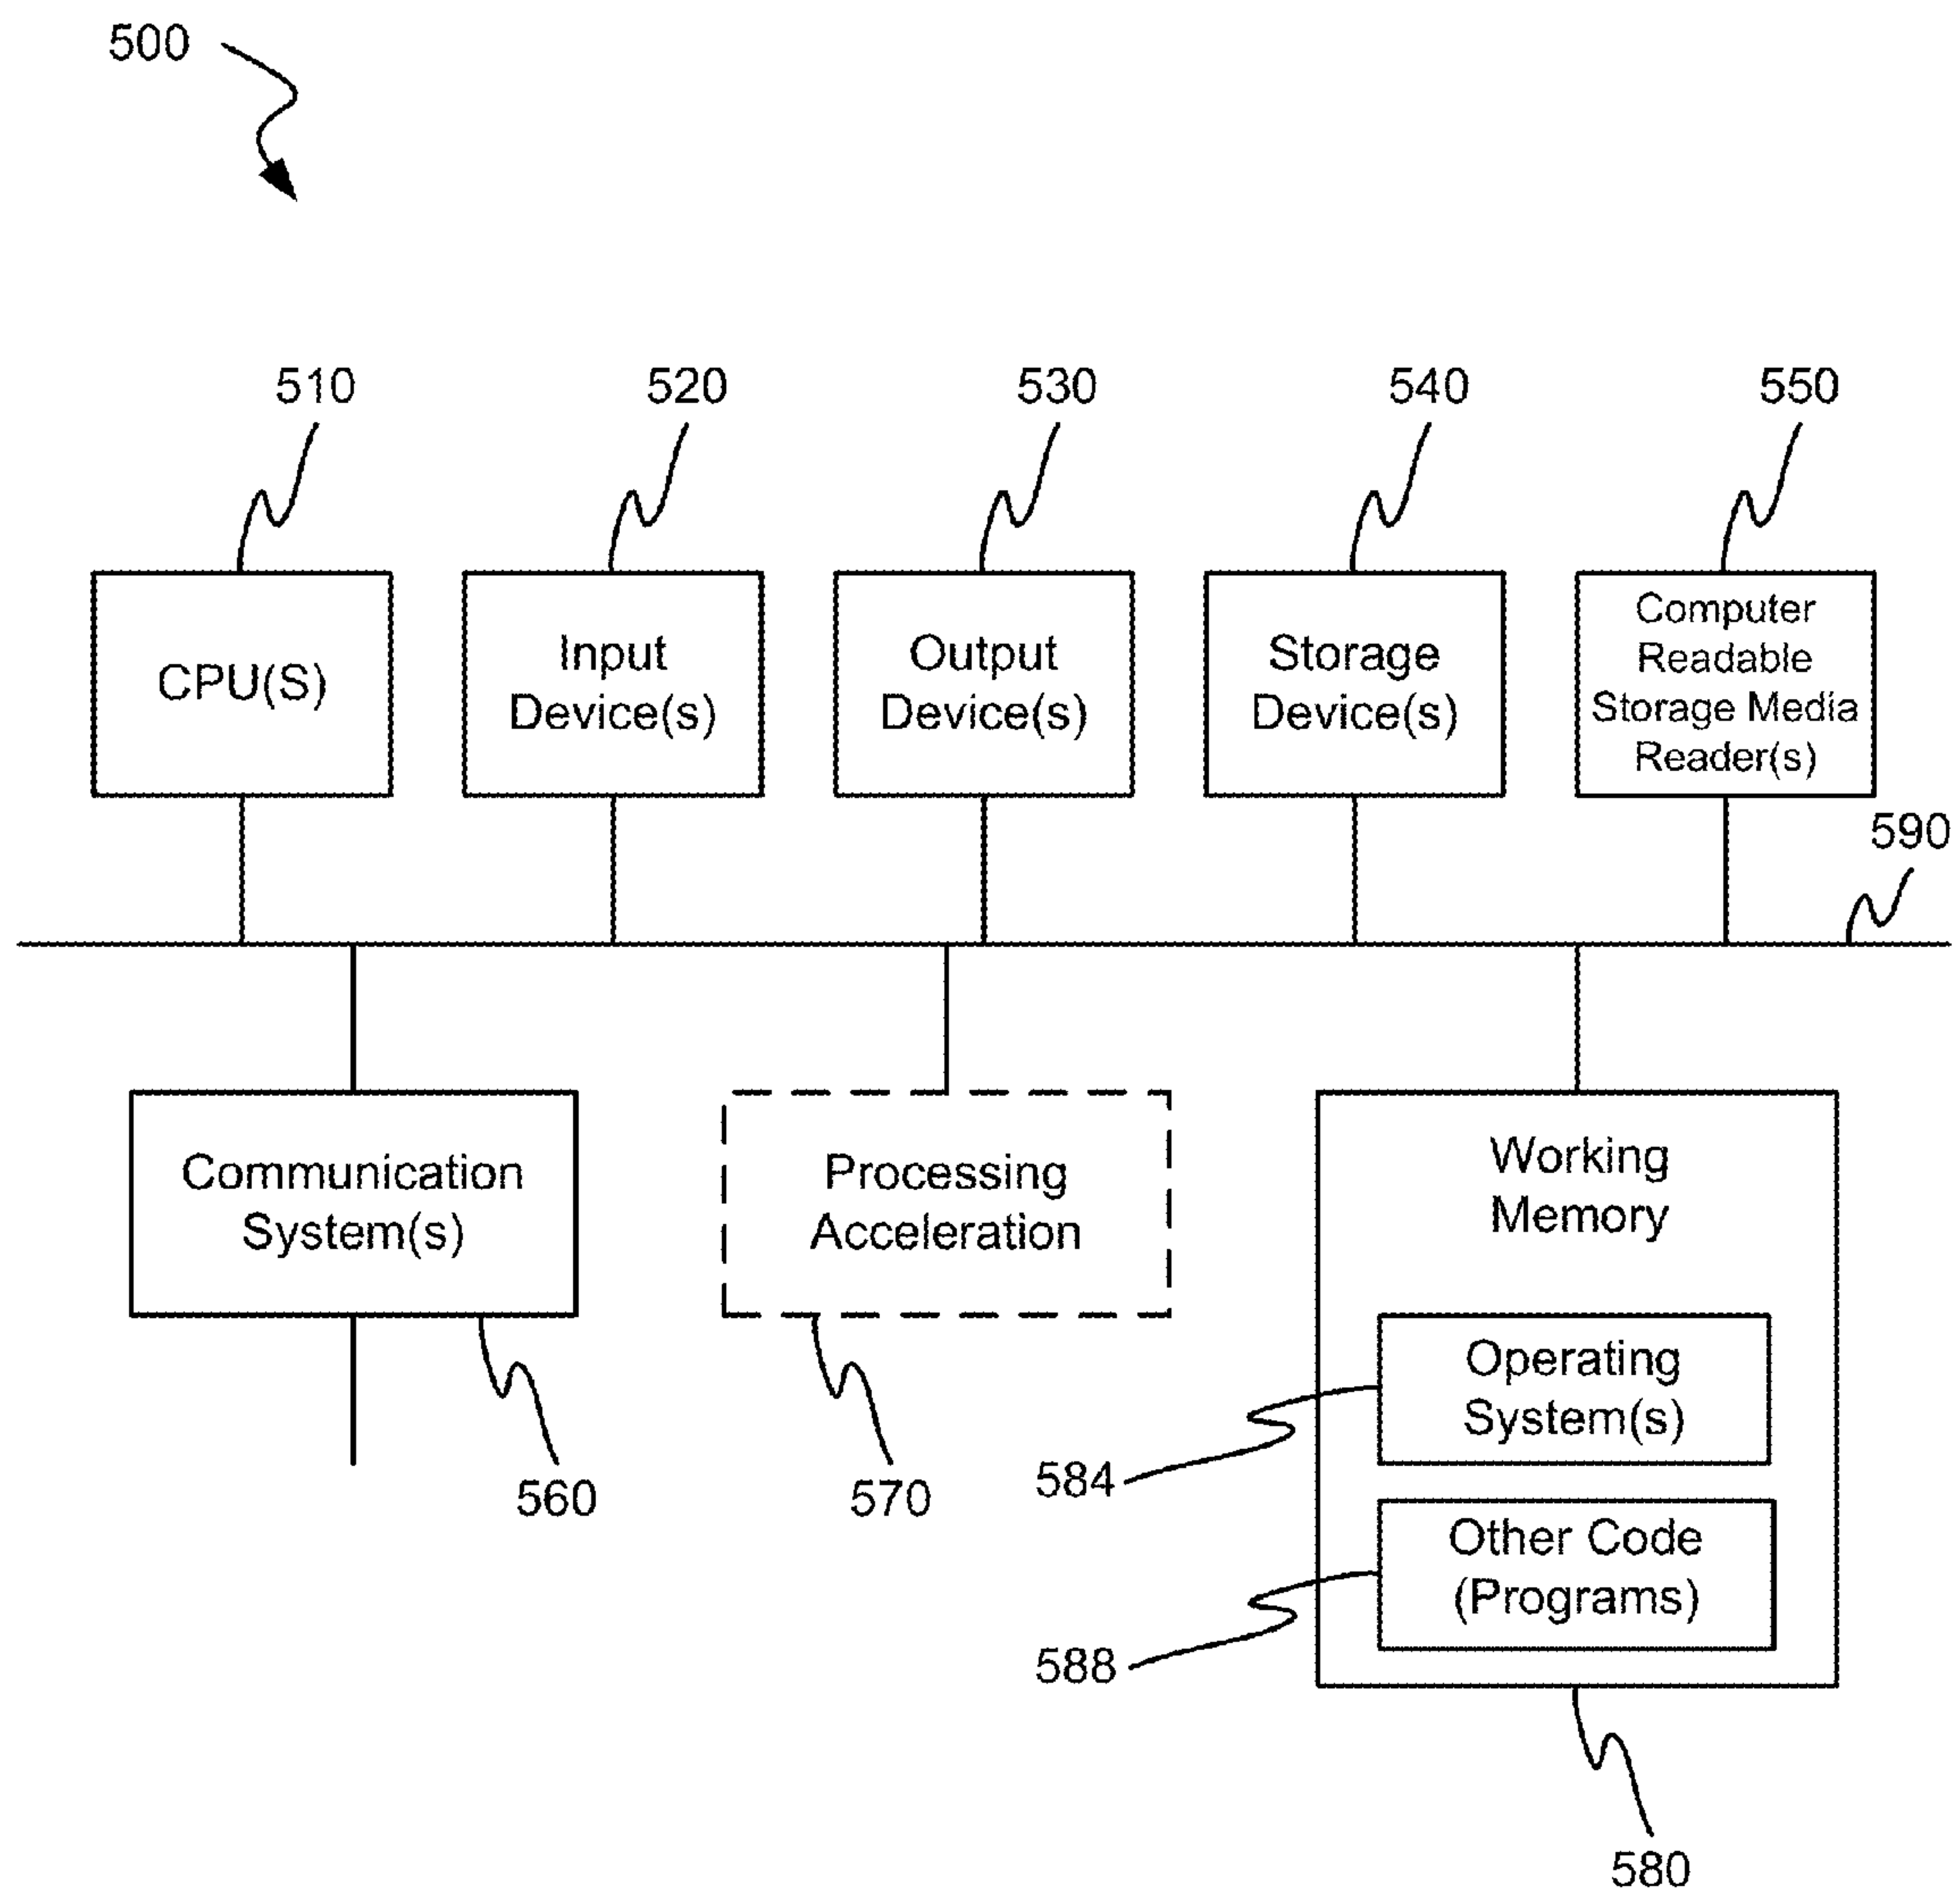 500
510
520
530
540
550
CPU(S)
Input
Device(s)
Output
Device(s)
Storage
Device(s)
Computer
Readable
Storage Media
Reader(s)
590
Communication
System(s)
Processing
Acceleration
Working
Memory
Operating
System(s)
584
560
570
Other Code
(Programs)
588
580